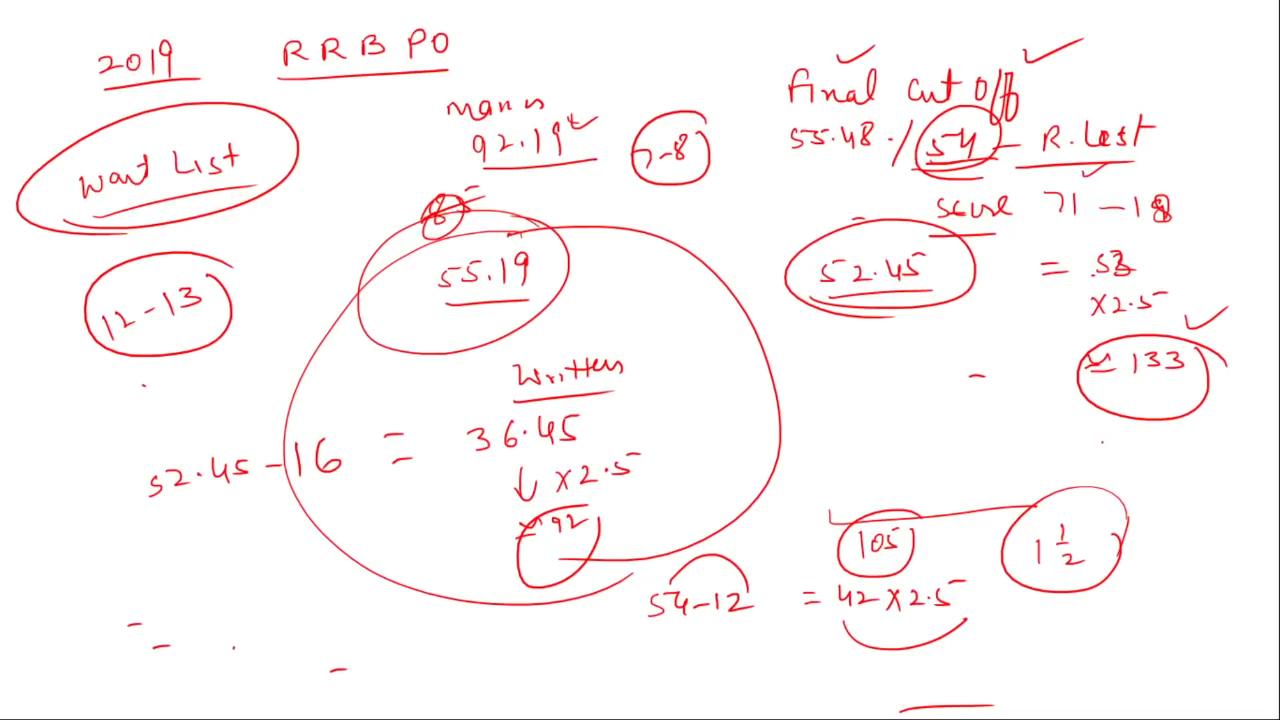 2019 RRB PO
Final cut off
Mains
92.19
7-8
55.48 / 54 - R. List
Wait List
score 71 - 18
8
55.19
52.45
= 53
x2.5
12-13
≃ 133
Written
52.45 - 16 = 36.45
↓ x2.5
≃ 92
105
1 1/2
54-12 = 42 x 2.5